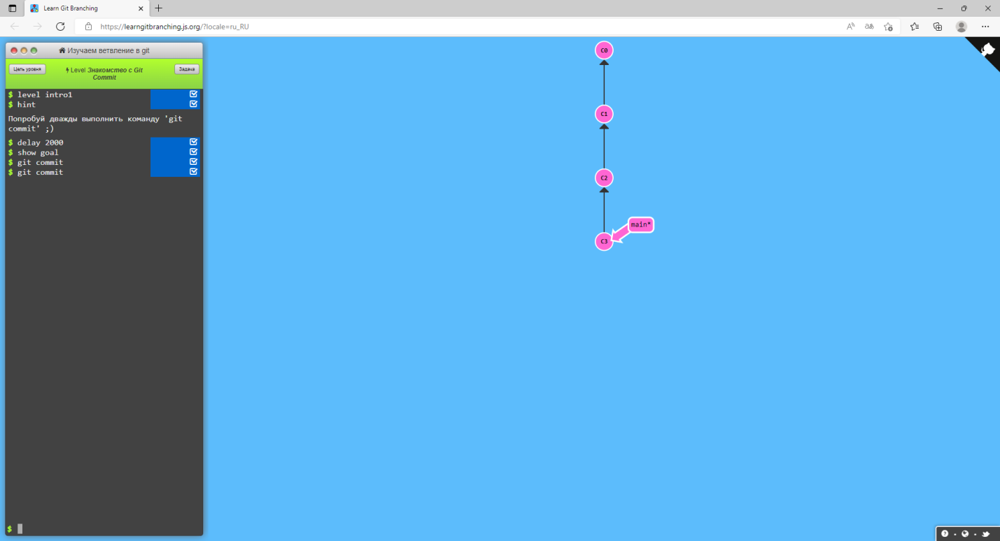 Learn Git Branching
https://learngitbranching.js.org/?locale=ru_RU
Изучаем ветвление в git
Цель уровня
Level Знакомство с Git
Commit
Задача
$ level intro1
$ hint
Попробуй дважды выполнить команду 'git
commit' ;)
$ delay 2000
$ show goal
$ git commit
$ git commit
$
C0
C1
C2
main*
C3